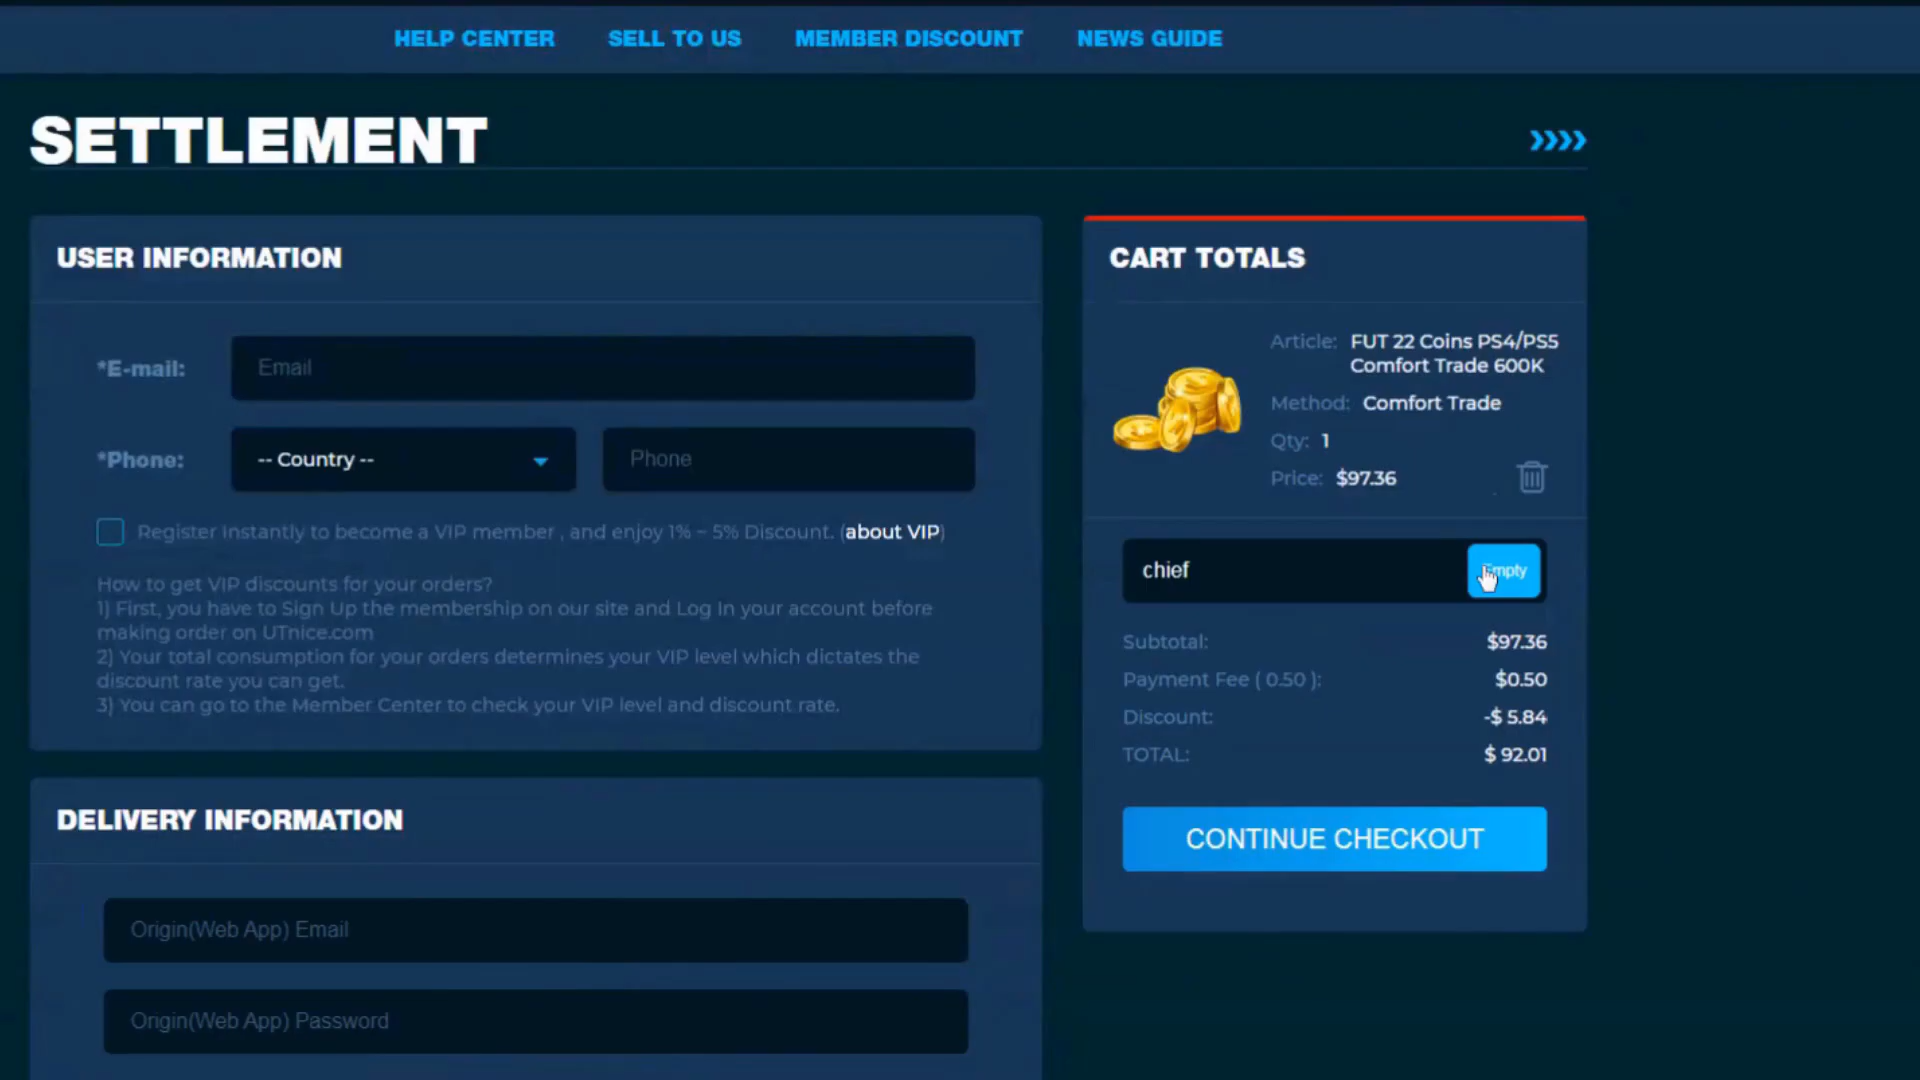 HELP CENTER SELL TO US MEMBER DISCOUNT NEWS GUIDE
SETTLEMENT
USER INFORMATION
*E-mail: Email
*Phone: -- Country -- Phone
Register Instantly to become a VIP member , and enjoy 1% ~ 5% Discount. (about VIP)
How to get VIP discounts for your orders?
1) First, you have to Sign Up the membership on our site and Log In your account before
making order on UTnice.com
2) Your total consumption for your orders determines your VIP level which dictates the
discount rate you can get.
3) You can go to the Member Center to check your VIP level and discount rate.
DELIVERY INFORMATION
Origin(Web App) Email
Origin(Web App) Password
CART TOTALS
Article: FUT 22 Coins PS4/PS5
Comfort Trade 600K
Method: Comfort Trade
Qty: 1
Price: $97.36
chief Empty
Subtotal: $97.36
Payment Fee ( 0.50 ): $0.50
Discount: -$ 5.84
TOTAL: $ 92.01
CONTINUE CHECKOUT